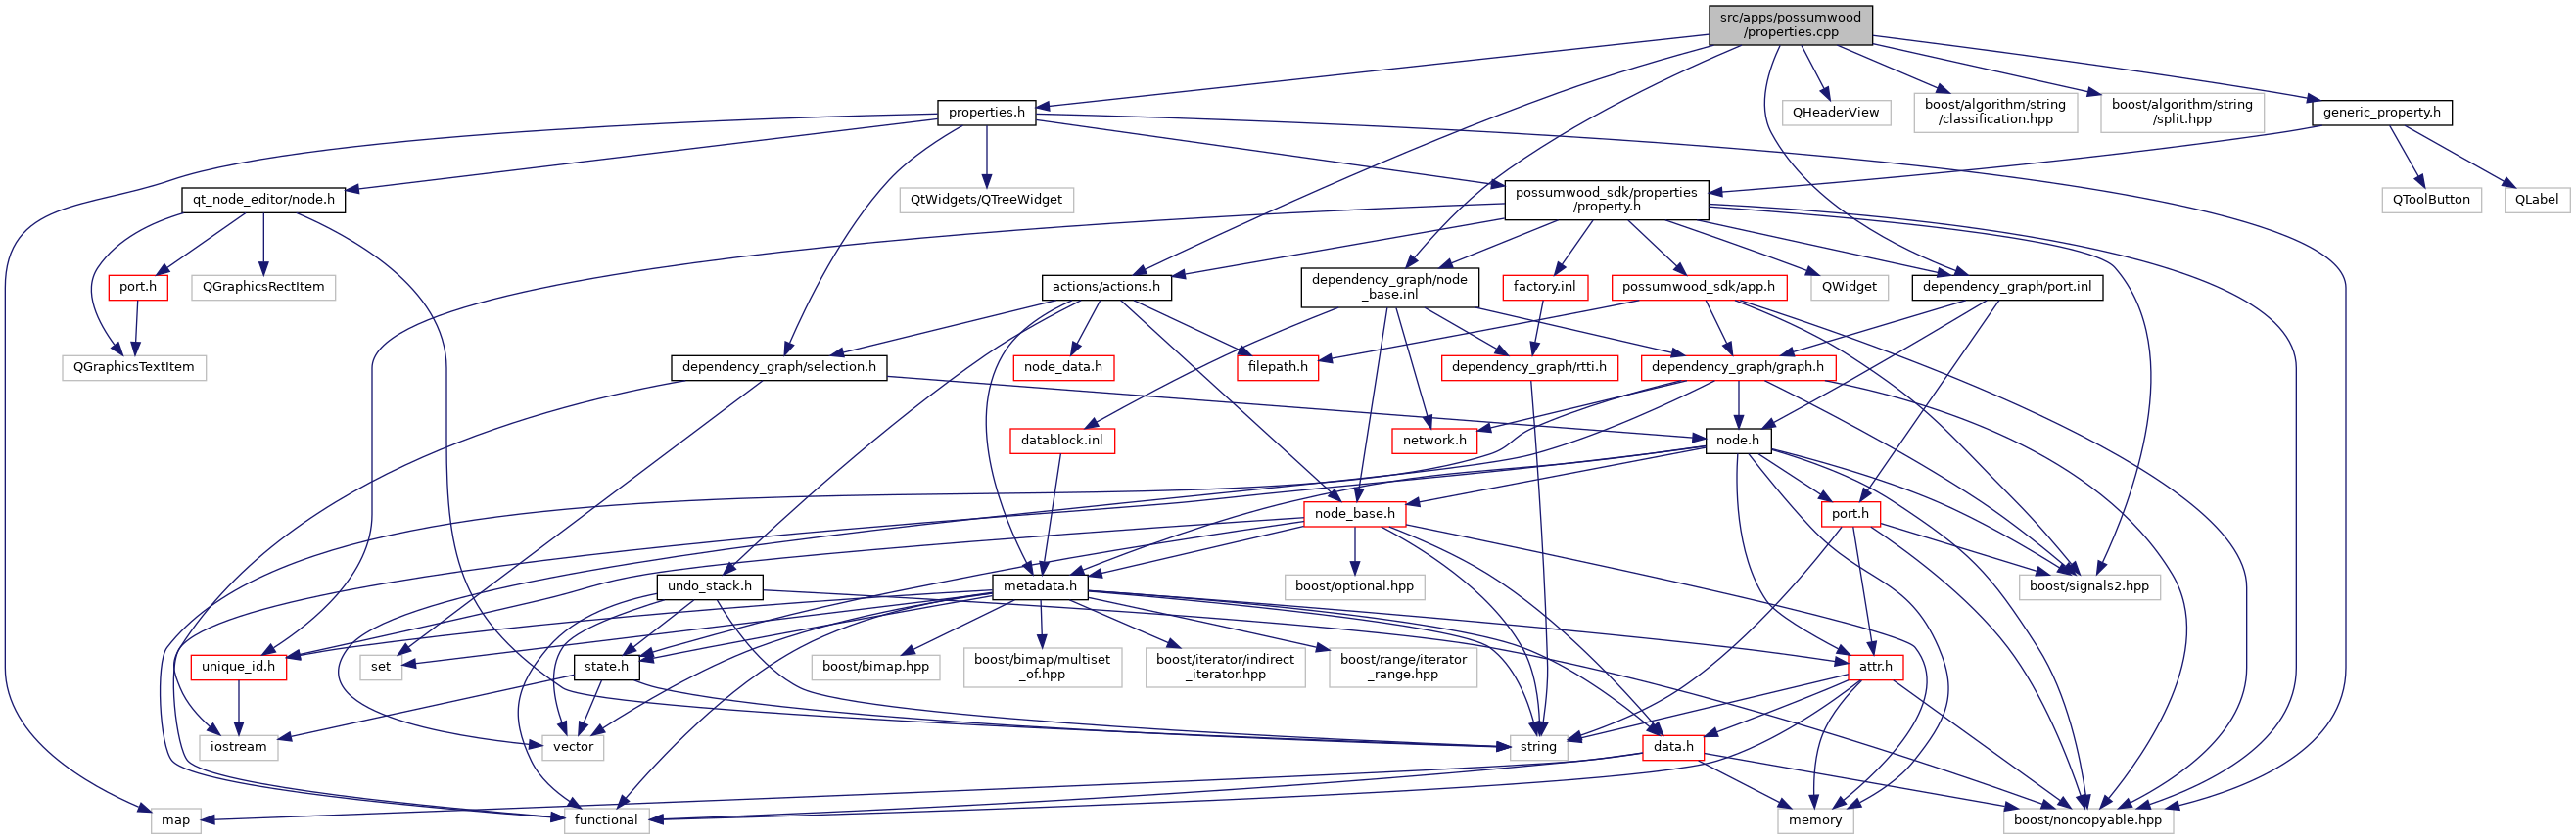 src/apps/possumwood
/properties.cpp
properties.h
QHeaderView
boost/algorithm/string
/classification.hpp
boost/algorithm/string
/split.hpp
generic_property.h
qt_node_editor/node.h
QtWidgets/QTreeWidget
possumwood_sdk/properties
/property.h
QToolButton
QLabel
port.h
QGraphicsRectItem
actions/actions.h
dependency_graph/node
_base.inl
factory.inl
possumwood_sdk/app.h
QWidget
dependency_graph/port.inl
QGraphicsTextItem
dependency_graph/selection.h
node_data.h
filepath.h
dependency_graph/rtti.h
dependency_graph/graph.h
datablock.inl
network.h
node.h
node_base.h
port.h
undo_stack.h
metadata.h
boost/optional.hpp
boost/signals2.hpp
unique_id.h
set
state.h
boost/bimap.hpp
boost/bimap/multiset
_of.hpp
boost/iterator/indirect
_iterator.hpp
boost/range/iterator
_range.hpp
attr.h
iostream
vector
string
data.h
map
functional
memory
boost/noncopyable.hpp